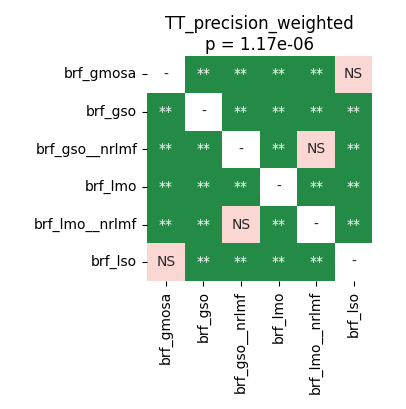 TT_precision_weighted
p = 1.17e-06
brf_gmosa - ** ** ** ** NS
brf_gso ** - ** ** ** **
brf_gso__nrlmf ** ** - ** NS **
brf_lmo ** ** ** - ** **
brf_lmo__nrlmf ** ** NS ** - **
brf_lso NS ** ** ** ** -
brf_gmosa
brf_gso
brf_gso__nrlmf
brf_lmo
brf_lmo__nrlmf
brf_lso